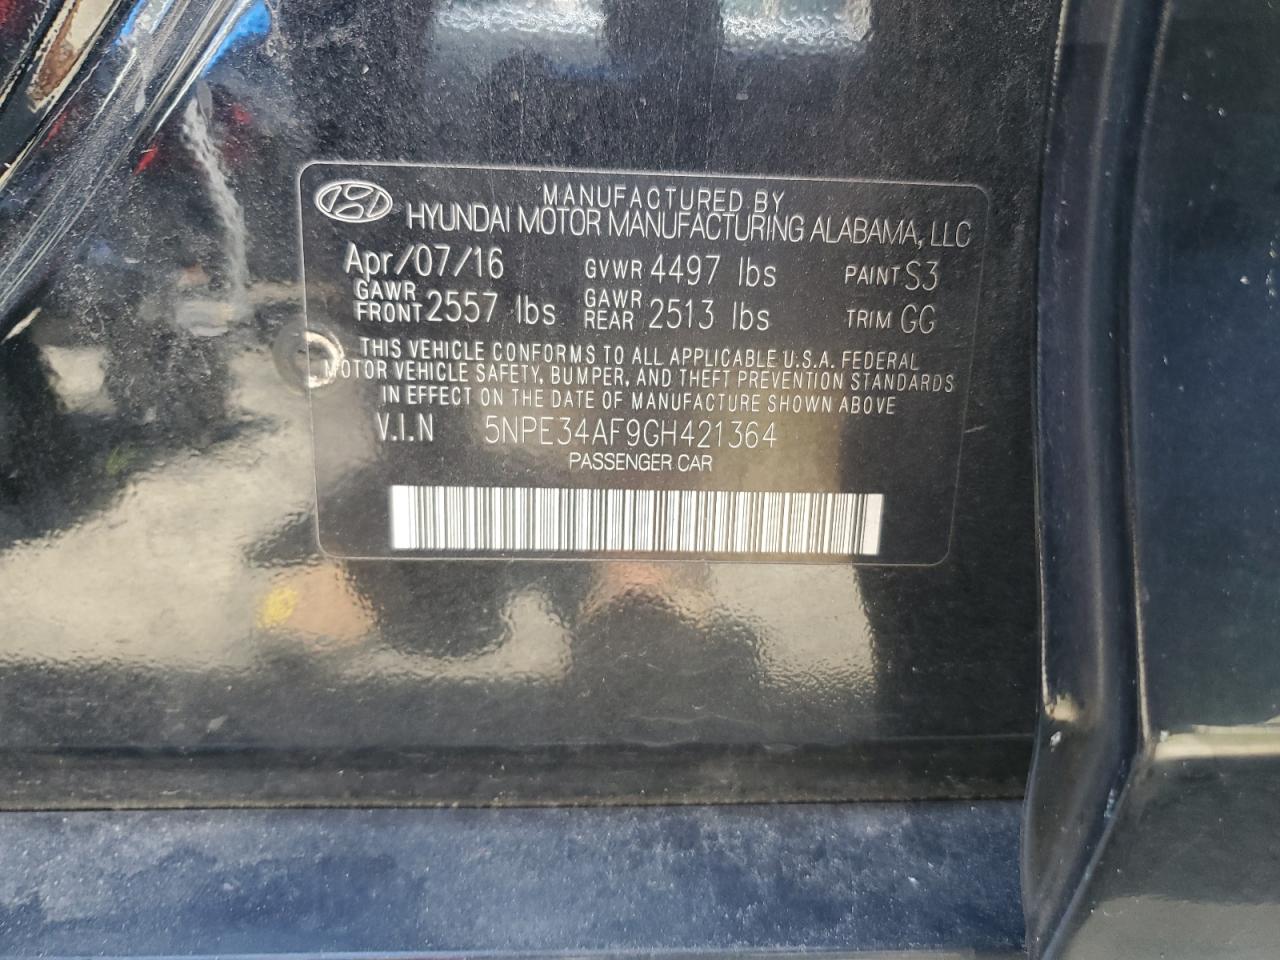 MANUFACTURED BY
HYUNDAI MOTOR MANUFACTURING ALABAMA, LLC
Apr/07/16 GVWR 4497 lbs PAINT S3
GAWR FRONT 2557 lbs GAWR REAR 2513 lbs TRIM GG
THIS VEHICLE CONFORMS TO ALL APPLICABLE U.S.A. FEDERAL
MOTOR VEHICLE SAFETY, BUMPER, AND THEFT PREVENTION STANDARDS
IN EFFECT ON THE DATE OF MANUFACTURE SHOWN ABOVE
V.I.N 5NPE34AF9GH421364
PASSENGER CAR